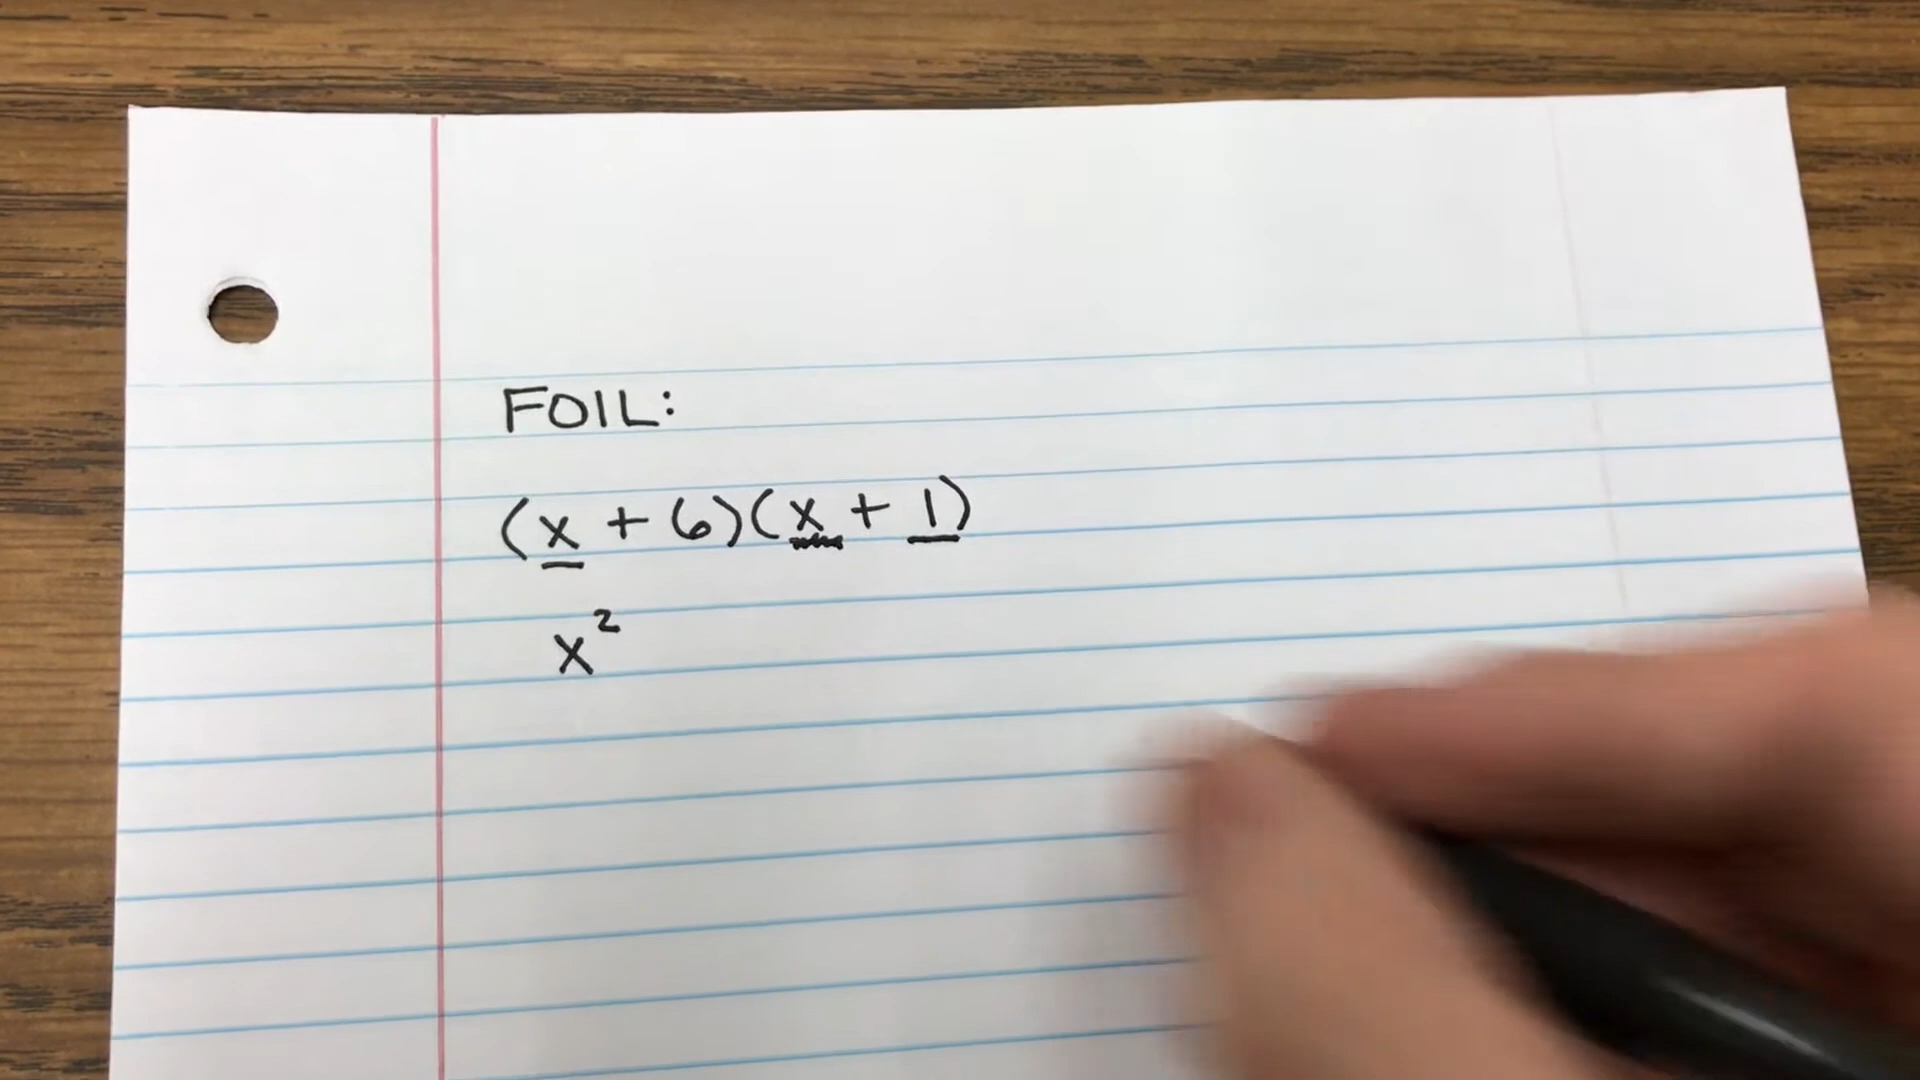 FOIL:
(x + 6)(x + 1)
x²